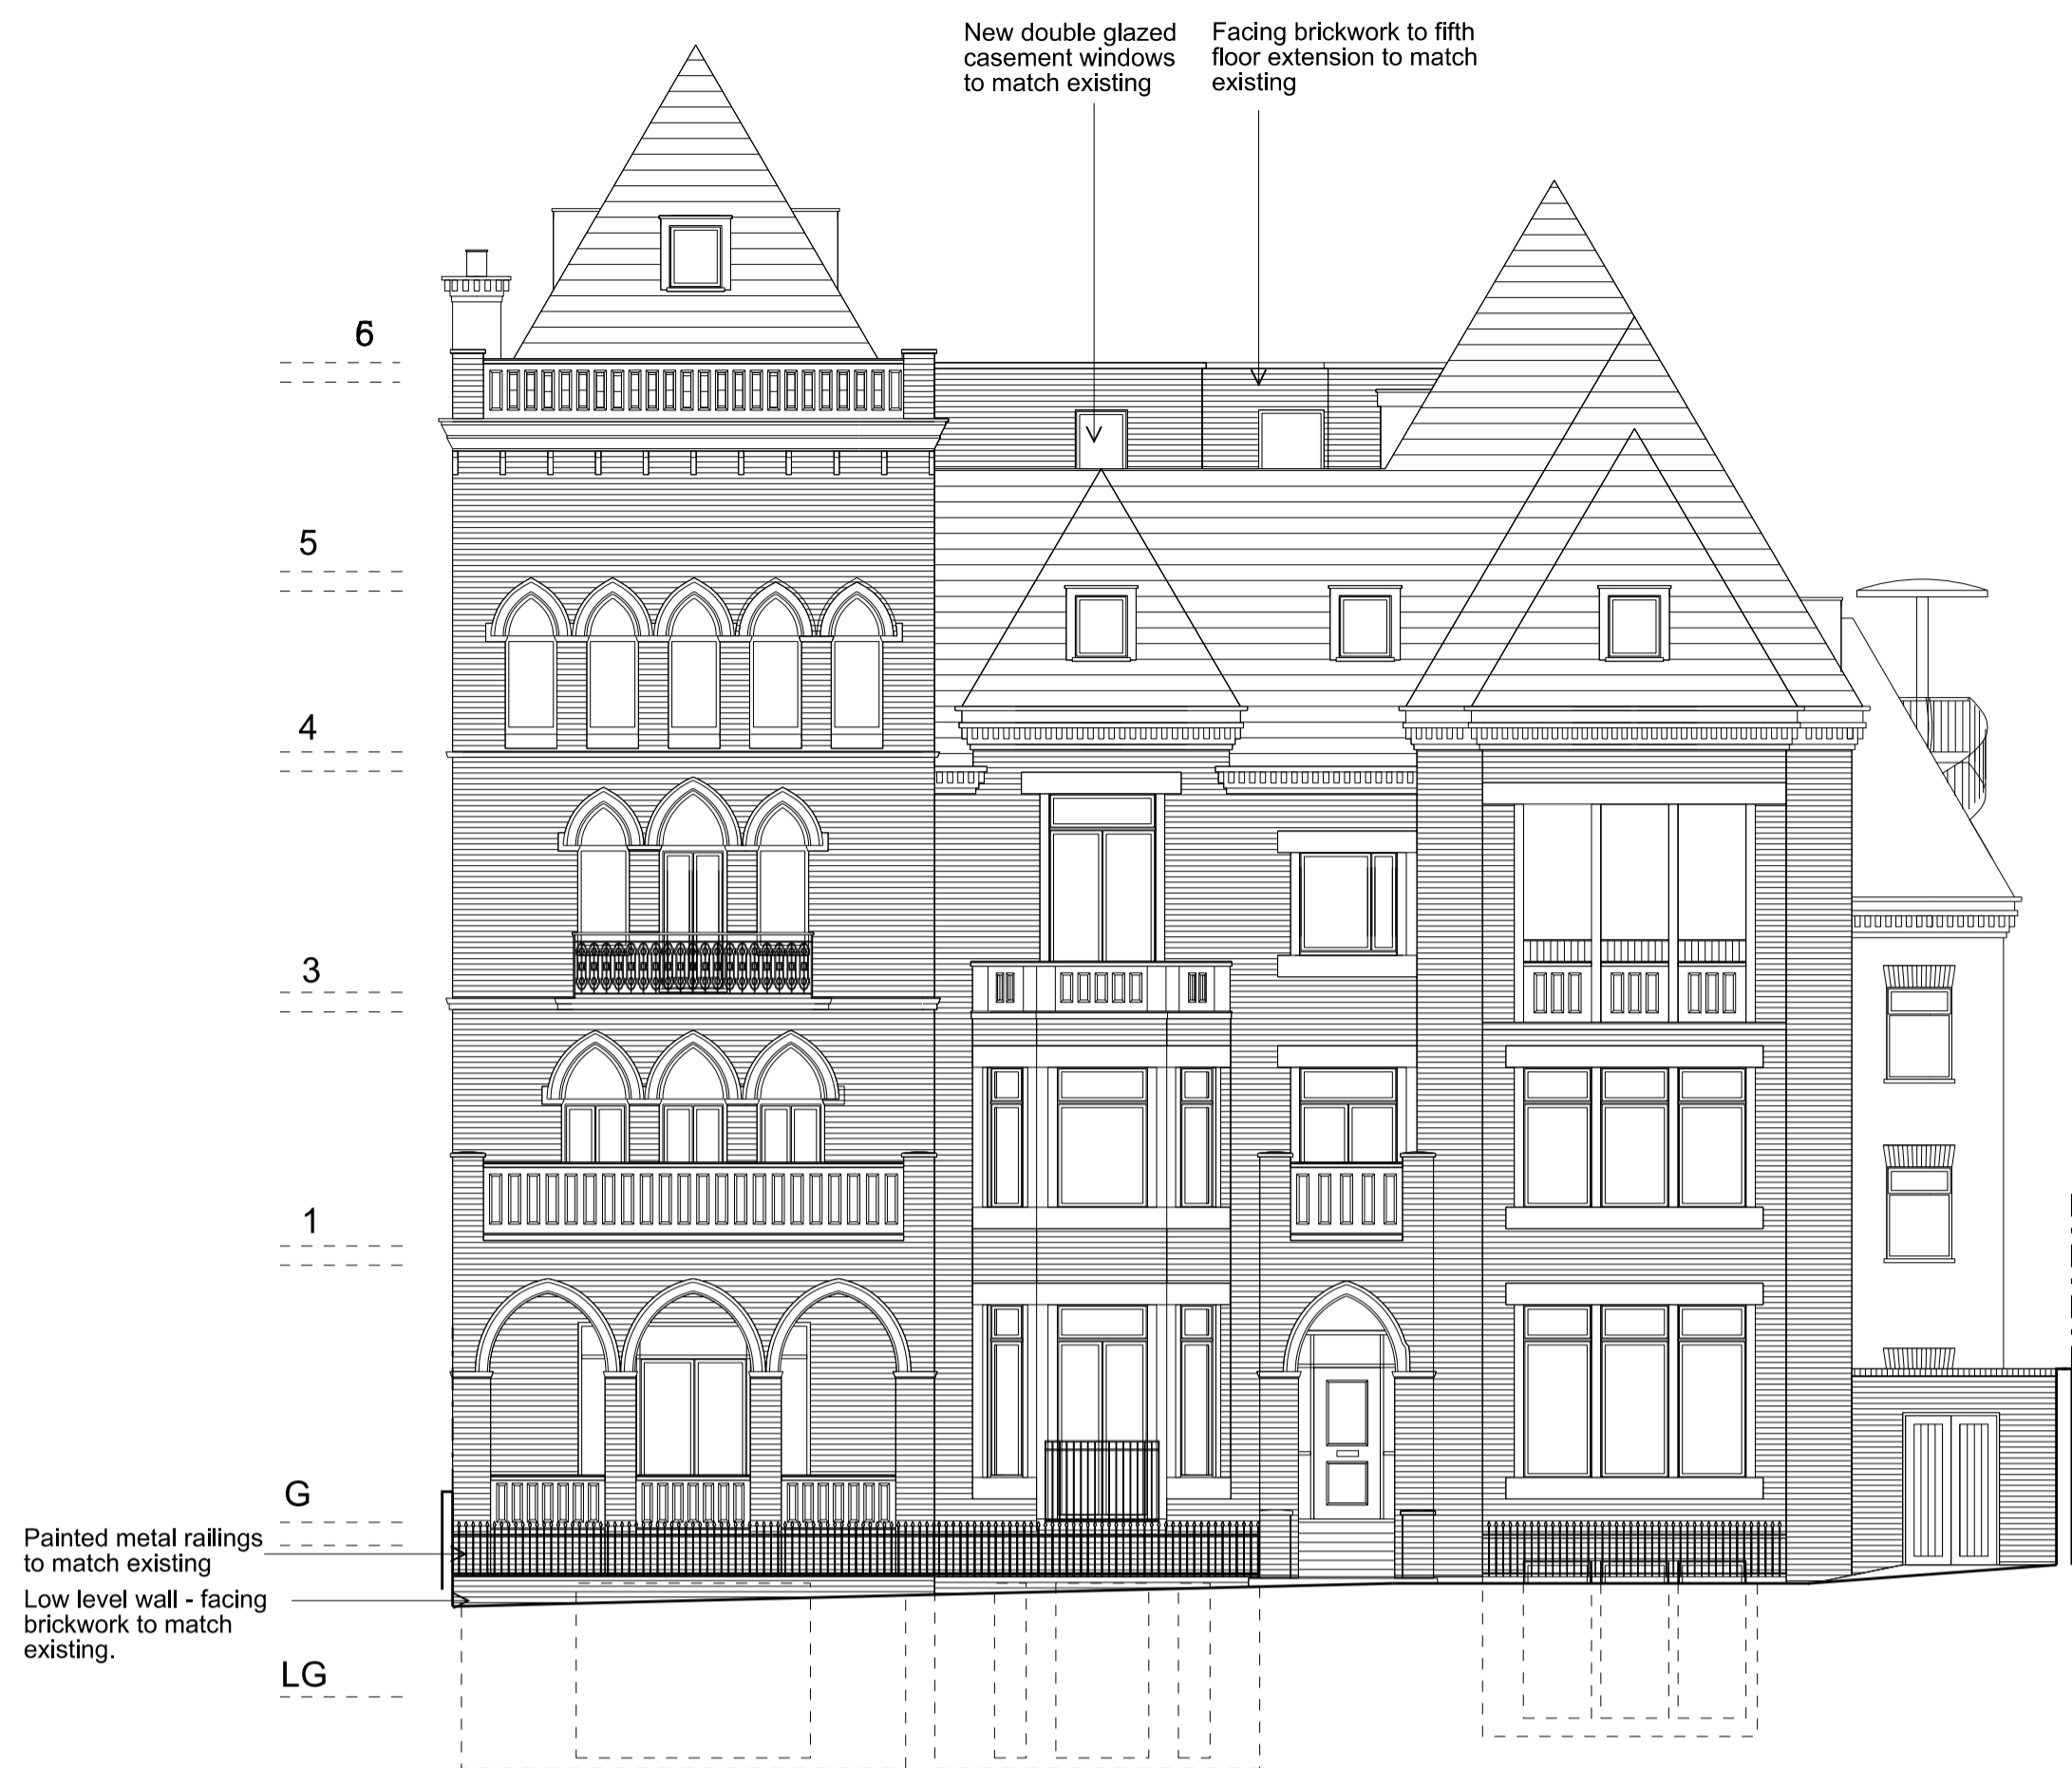 New double glazed
casement windows
to match existing
Facing brickwork to fifth
floor extension to match
existing
6
5
4
3
1
G
Painted metal railings
to match existing
Low level wall - facing
brickwork to match
existing.
LG